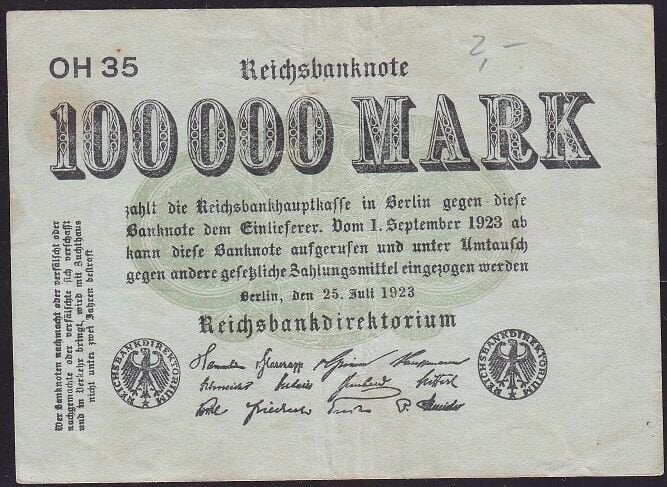 2,-
OH 35
Reichsbanknote
100000 MARK
zahlt die Reichsbankhauptkasse in Berlin gegen diese
Banknote dem Einlieferer. Vom 1. September 1923 ab
kann diese Banknote aufgerufen und unter Umtausch
gegen andere gesetzliche Zahlungsmittel eingezogen werden
Berlin, den 25. Juli 1923
Reichsbankdirektorium
Wer Banknoten nachmacht oder verfälscht oder
nachgemachte oder verfälschte sich verschafft
und in Verkehr bringt, wird mit Zuchthaus
nicht unter zwei Jahren bestraft
REICHSBANKDIREKTORIUM
REICHSBANKDIREKTORIUM